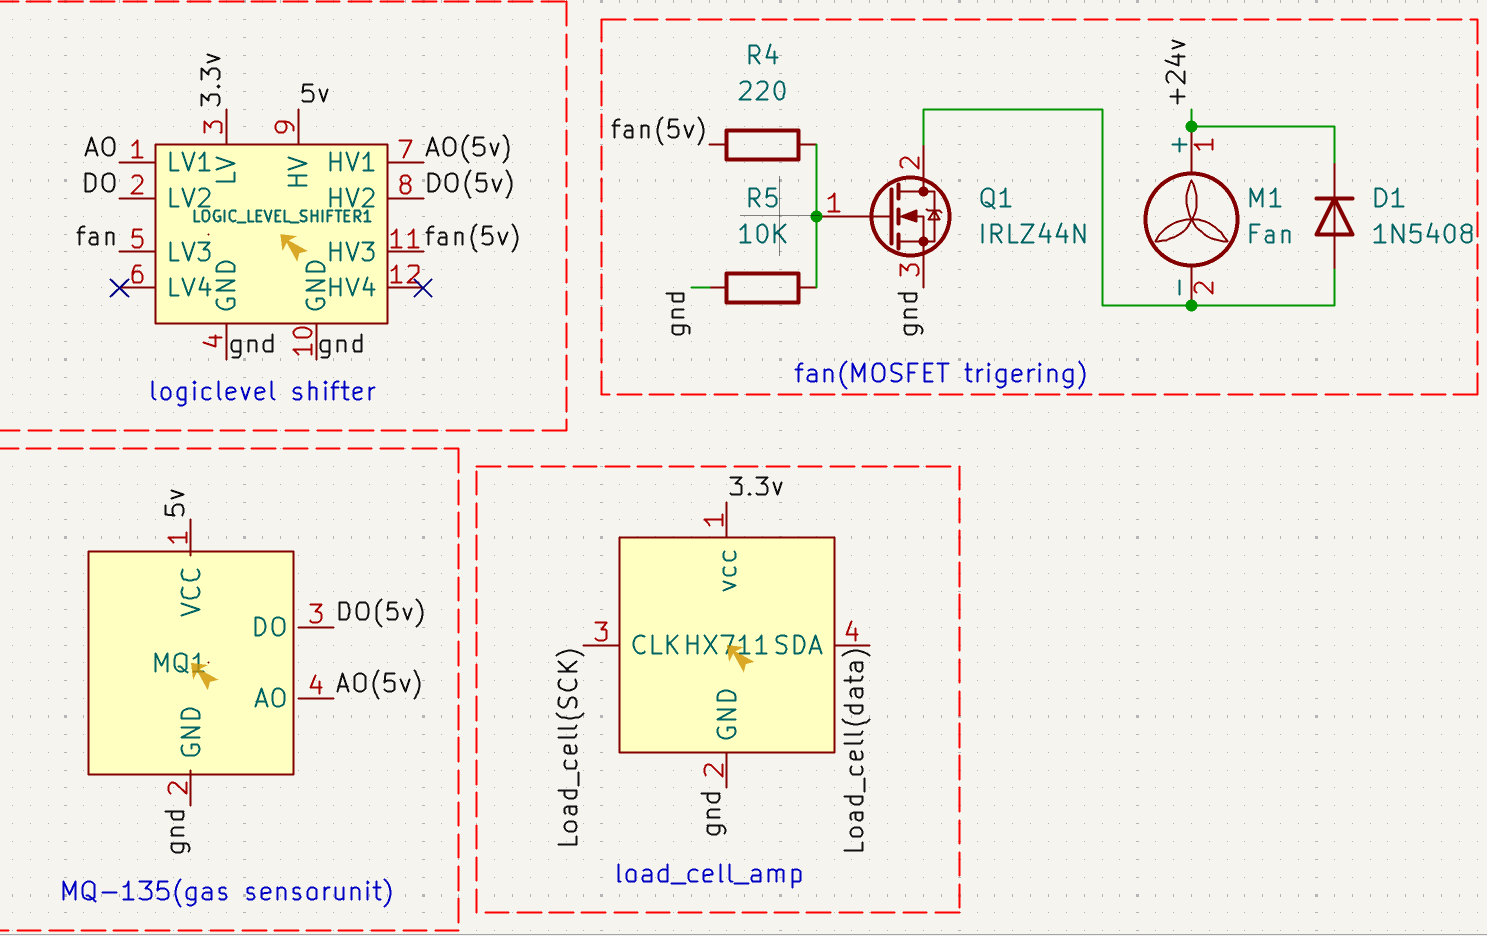 3.3v
5v
AO 1 LV1 LV HV HV1 7 AO(5v)
3 9
DO 2 LV2 HV2 8 DO(5v)
LOGIC_LEVEL_SHIFTER1
fan 5 LV3 HV3 11 fan(5v)
6 LV4 GND GND HV4 12
4 gnd 10 gnd
logiclevel shifter
R4
220
fan(5v)
R5
10K
gnd
1
2
3
gnd
Q1
IRLZ44N
+24v
+ 1
M1
Fan
- 2
D1
1N5408
fan(MOSFET trigering)
5v
1
VCC
DO 3 DO(5v)
MQ1
AO 4 AO(5v)
GND
2
gnd
MQ-135(gas sensorunit)
3.3v
1
VCC
3 CLK HX711 SDA 4
Load_cell(SCK)
Load_cell(data)
GND
2
gnd
load_cell_amp